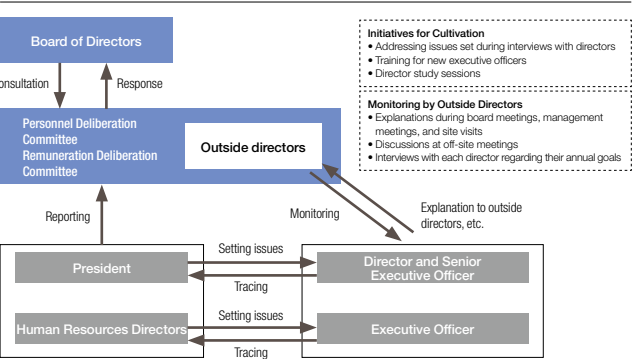 Board of Directors
onsultation
Response
Personnel Deliberation
Committee
Remuneration Deliberation
Committee
Outside directors
Initiatives for Cultivation
• Addressing issues set during interviews with directors
• Training for new executive officers
• Director study sessions
Monitoring by Outside Directors
• Explanations during board meetings, management
meetings, and site visits
• Discussions at off-site meetings
• Interviews with each director regarding their annual goals
Reporting
Monitoring
Explanation to outside
directors, etc.
President
Setting issues
Tracing
Director and Senior
Executive Officer
Human Resources Directors
Setting issues
Tracing
Executive Officer